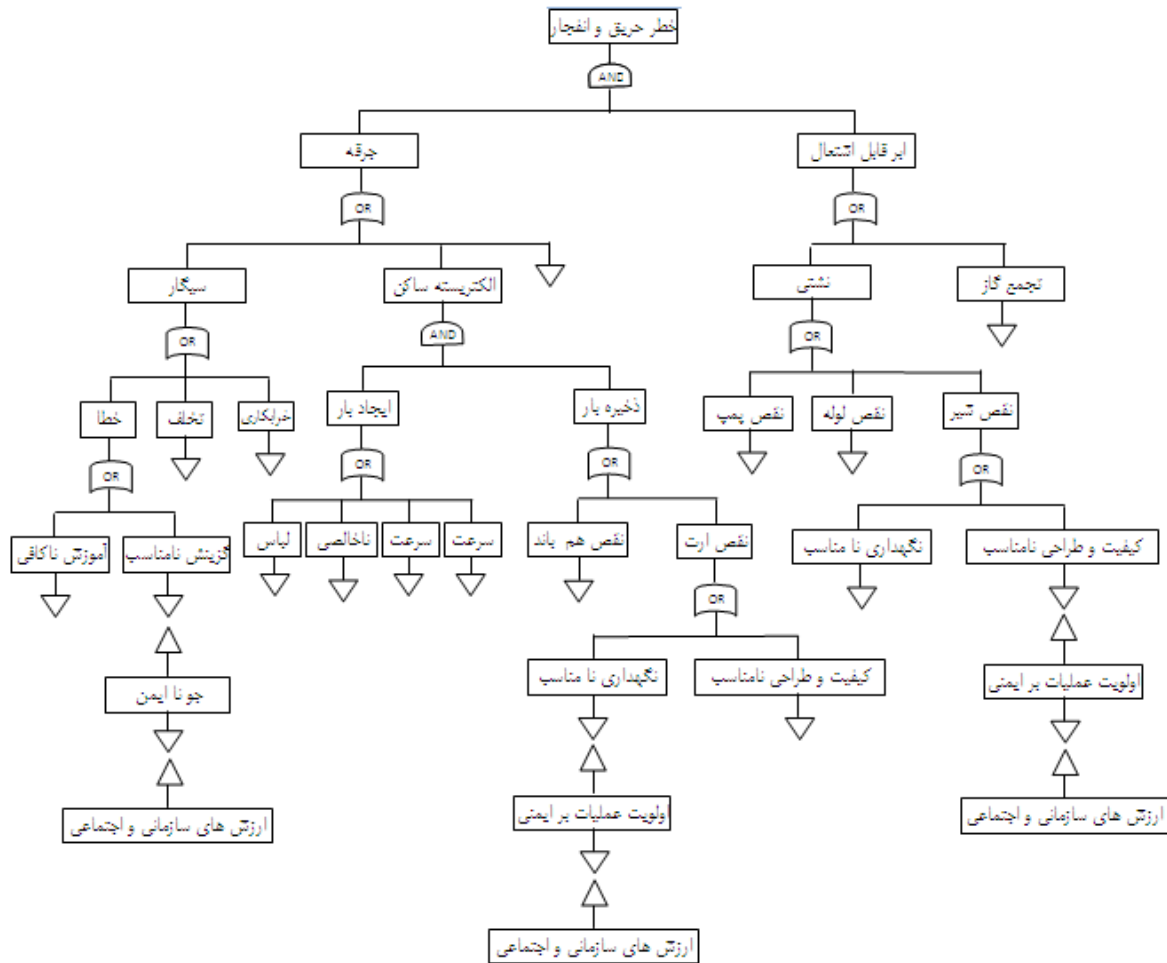 خطر حریق و انفجار
AND
ابر قابل اشتعال
جرقه
OR
OR
تجمع گاز
نشتی
الکتریسته ساکن
سیگار
OR
AND
OR
نقص شیر
نقص لوله
نقص پمپ
ذخیره بار
ایجاد بار
خرابکاری
تخلف
خطا
OR
OR
OR
OR
کیفیت و طراحی نامناسب
نگهداری نا مناسب
نقص ارت
نقص هم باند
سرعت
سرعت
ناخالصی
لباس
گزینش نامناسب
آموزش ناکافی
OR
کیفیت و طراحی نامناسب
نگهداری نا مناسب
اولویت عملیات بر ایمنی
جو نا ایمن
اولویت عملیات بر ایمنی
ارزش های سازمانی و اجتماعی
ارزش های سازمانی و اجتماعی
ارزش های سازمانی و اجتماعی